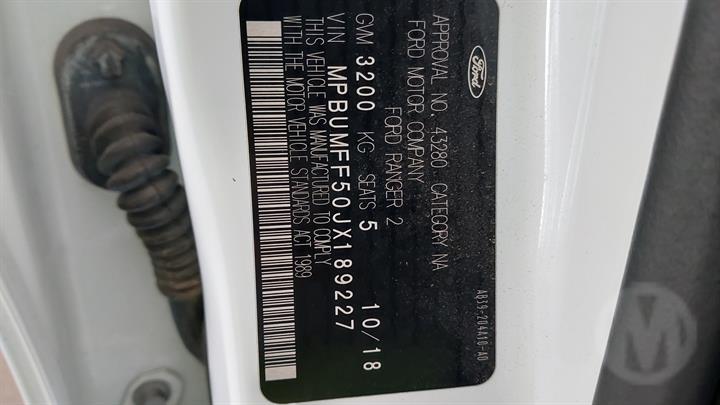 Ford
APPROVAL NO. 43280 CATEGORY NA
FORD MOTOR COMPANY
FORD RANGER 2
GVM 3200 KG SEATS 5 10/18
VIN MPBUMFF50JX189227
THIS VEHICLE WAS MANUFACTURED TO COMPLY
WITH THE MOTOR VEHICLE STANDARDS ACT 1989
AB39-204A10-AD
M